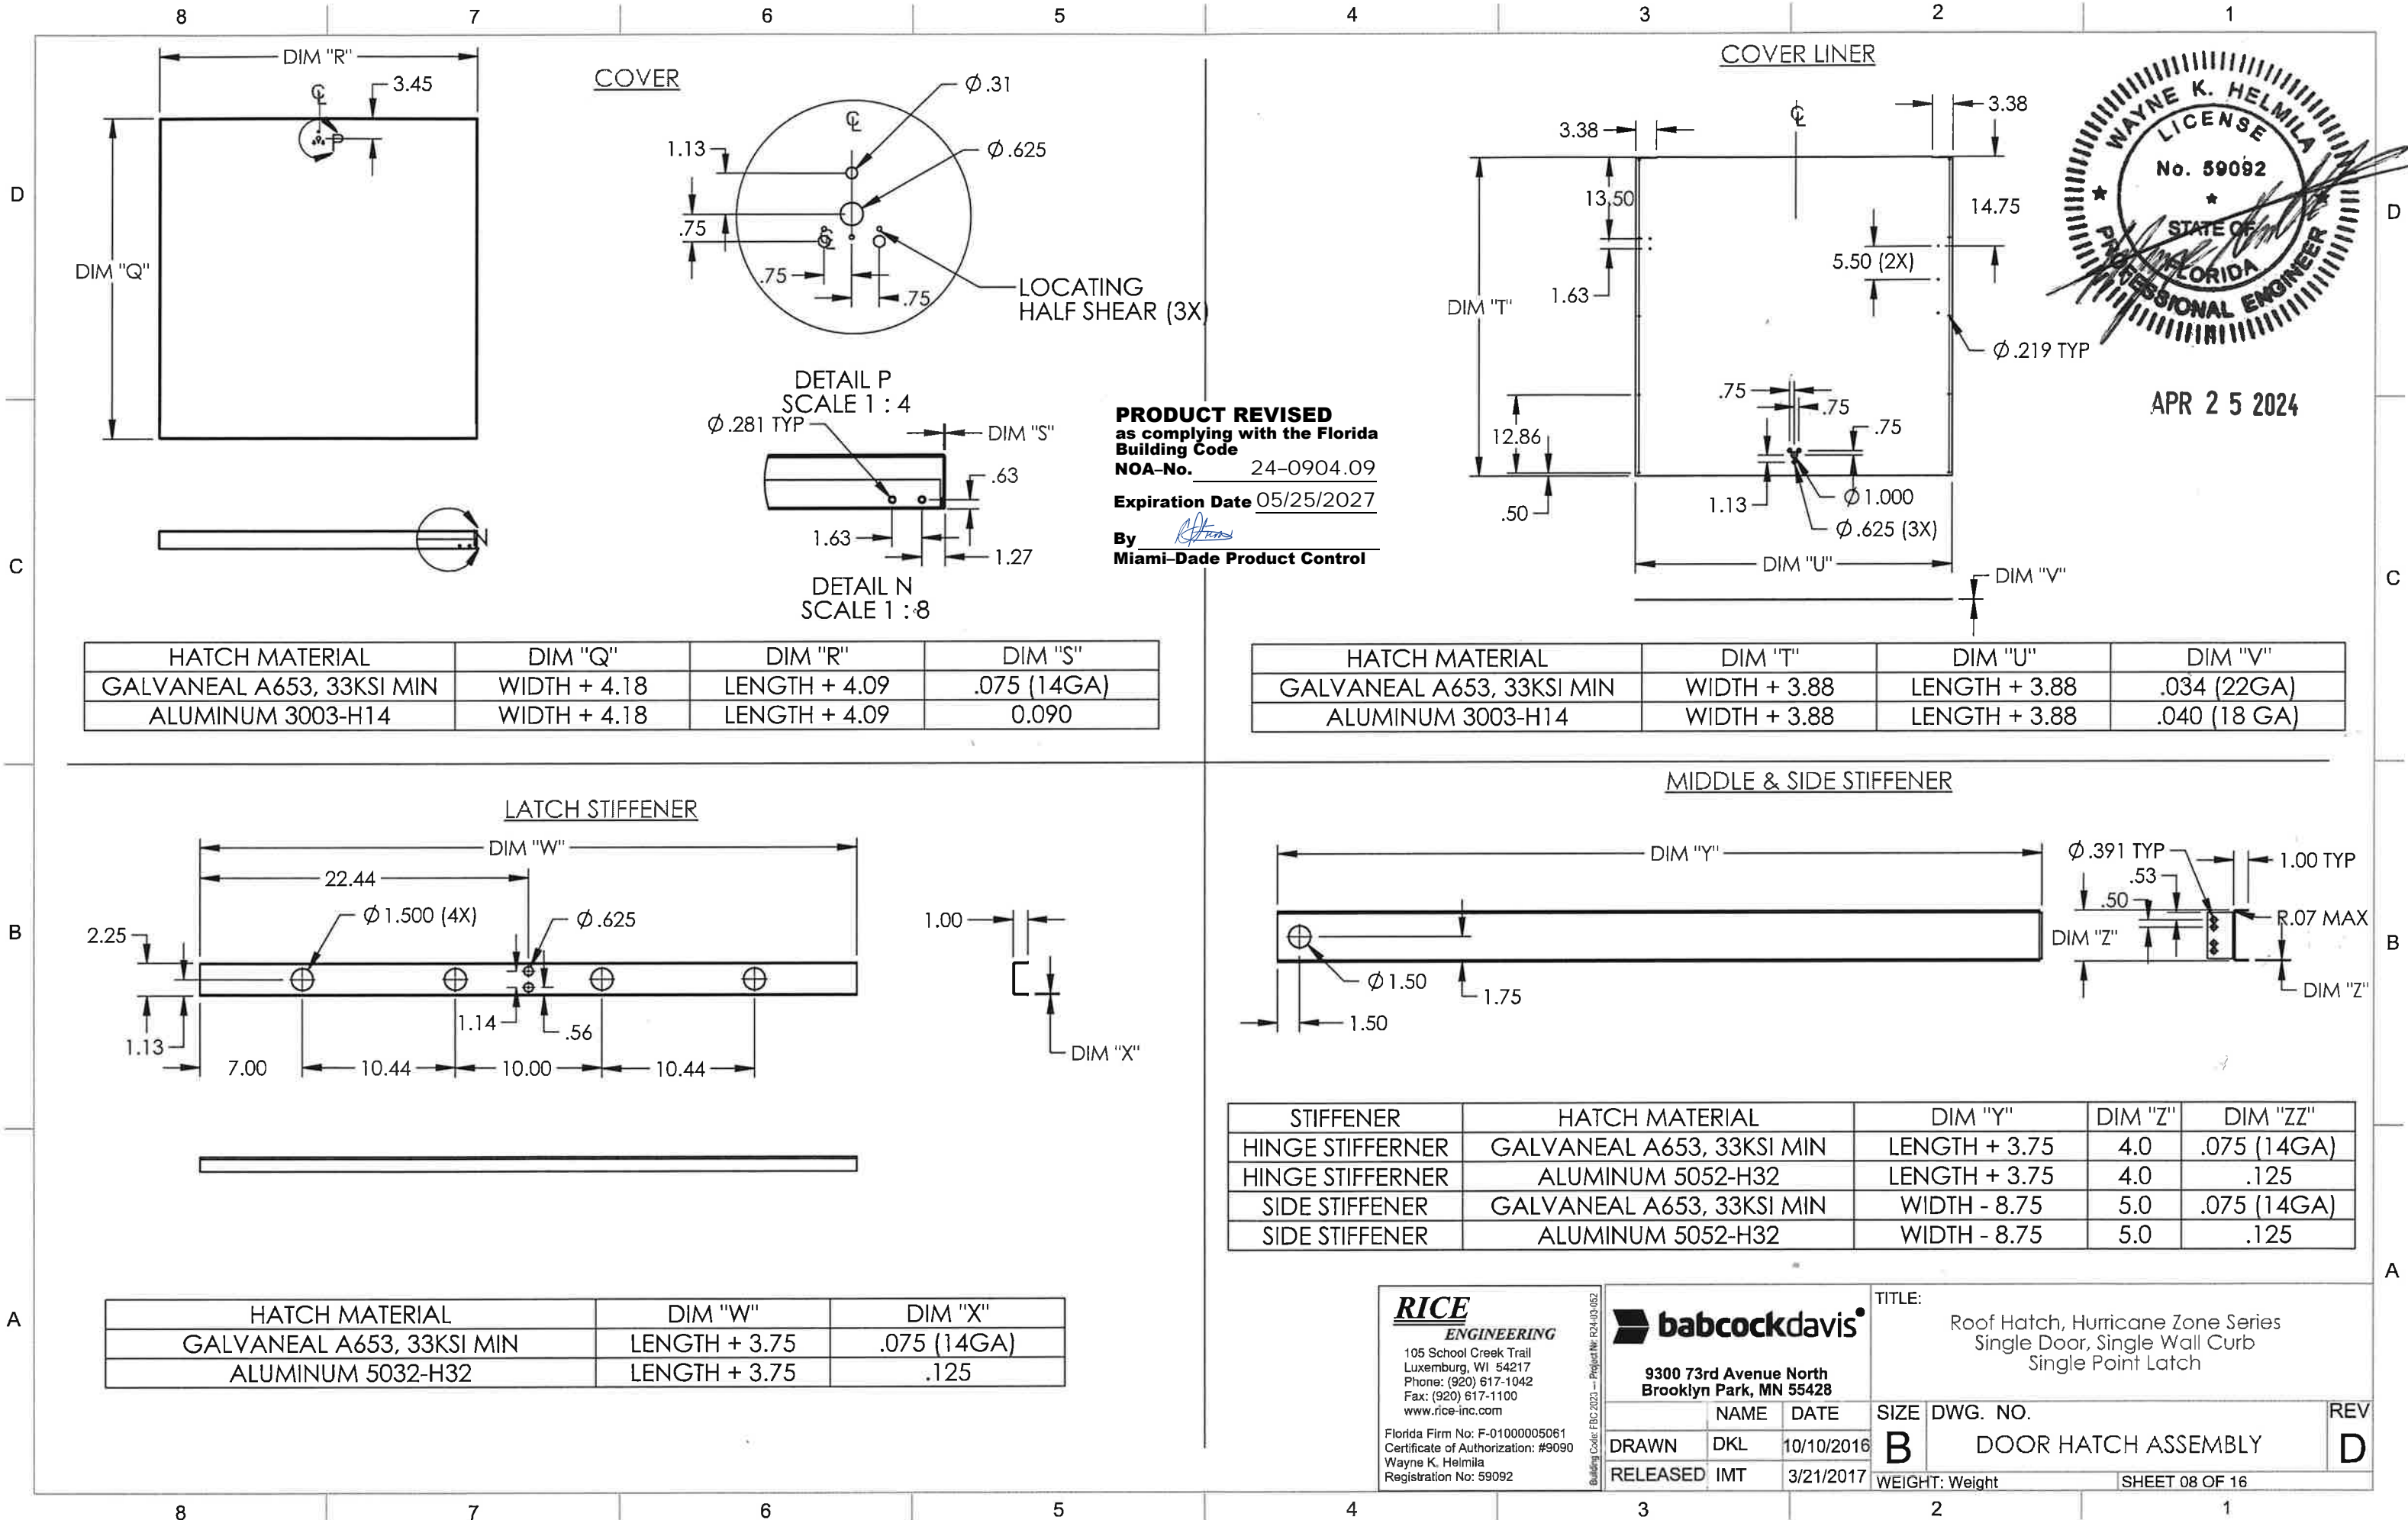 8 7 6 5 4 3 2 1
D
C
B
A
D
C
B
A
DIM "R"
3.45
℄
P
DIM "Q"
COVER
℄
Ø.31
1.13
Ø.625
.75
.75
.75
LOCATING
HALF SHEAR (3X)
DETAIL P
SCALE 1 : 4
N
Ø.281 TYP
DIM "S"
.63
1.63
1.27
DETAIL N
SCALE 1 : 8
PRODUCT REVISED
as complying with the Florida
Building Code
NOA–No. 24–0904.09
Expiration Date 05/25/2027
By
Miami–Dade Product Control
COVER LINER
3.38
℄
3.38
13.50
14.75
5.50 (2X)
1.63
DIM "T"
Ø.219 TYP
.75
.75
.75
12.86
1.13
Ø1.000
.50
Ø.625 (3X)
DIM "U"
DIM "V"
WAYNE K. HELMILA
LICENSE
No. 59092
STATE OF
FLORIDA
PROFESSIONAL ENGINEER
APR 25 2024
HATCH MATERIAL DIM "Q" DIM "R" DIM "S"
GALVANEAL A653, 33KSI MIN WIDTH + 4.18 LENGTH + 4.09 .075 (14GA)
ALUMINUM 3003-H14 WIDTH + 4.18 LENGTH + 4.09 0.090
HATCH MATERIAL DIM "T" DIM "U" DIM "V"
GALVANEAL A653, 33KSI MIN WIDTH + 3.88 LENGTH + 3.88 .034 (22GA)
ALUMINUM 3003-H14 WIDTH + 3.88 LENGTH + 3.88 .040 (18 GA)
LATCH STIFFENER
DIM "W"
22.44
Ø1.500 (4X)
Ø.625
2.25
1.00
1.14
.56
1.13
7.00
10.44
10.00
10.44
DIM "X"
HATCH MATERIAL DIM "W" DIM "X"
GALVANEAL A653, 33KSI MIN LENGTH + 3.75 .075 (14GA)
ALUMINUM 5032-H32 LENGTH + 3.75 .125
MIDDLE & SIDE STIFFENER
DIM "Y"
Ø.391 TYP
1.00 TYP
.53
.50
R.07 MAX
DIM "Z"
Ø1.50
1.75
DIM "Z"
1.50
STIFFENER HATCH MATERIAL DIM "Y" DIM "Z" DIM "ZZ"
HINGE STIFFERNER GALVANEAL A653, 33KSI MIN LENGTH + 3.75 4.0 .075 (14GA)
HINGE STIFFERNER ALUMINUM 5052-H32 LENGTH + 3.75 4.0 .125
SIDE STIFFENER GALVANEAL A653, 33KSI MIN WIDTH - 8.75 5.0 .075 (14GA)
SIDE STIFFENER ALUMINUM 5052-H32 WIDTH - 8.75 5.0 .125
RICE
ENGINEERING
105 School Creek Trail
Luxemburg, WI 54217
Phone: (920) 617-1042
Fax: (920) 617-1100
www.rice-inc.com
Florida Firm No: F-01000005061
Certificate of Authorization: #9090
Wayne K. Helmila
Registration No: 59092
Building Code: FBC 2023 --- Project Nr: R24-03-052
babcockdavis
9300 73rd Avenue North
Brooklyn Park, MN 55428
NAME DATE
DRAWN DKL 10/10/2016
RELEASED IMT 3/21/2017
TITLE:
Roof Hatch, Hurricane Zone Series
Single Door, Single Wall Curb
Single Point Latch
SIZE DWG. NO. REV
B DOOR HATCH ASSEMBLY D
WEIGHT: Weight SHEET 08 OF 16
8 7 6 5 4 3 2 1